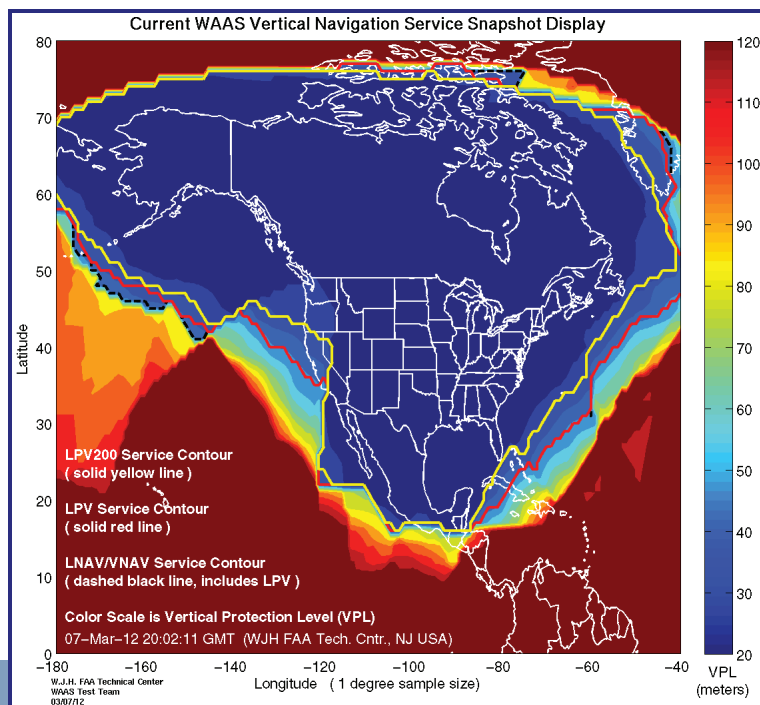 Current WAAS Vertical Navigation Service Snapshot Display
80
70
60
50
40
30
20
10
0
Latitude
LPV200 Service Contour
( solid yellow line )
LPV Service Contour
( solid red line )
LNAV/VNAV Service Contour
( dashed black line, includes LPV )
Color Scale is Vertical Protection Level (VPL)
07−Mar−12 20:02:11 GMT (WJH FAA Tech. Cntr., NJ USA)
−180 −160 −140 −120 −100 −80 −60 −40
Longitude ( 1 degree sample size)
W.J.H. FAA Technical Center
WAAS Test Team
03/07/12
120
110
100
90
80
70
60
50
40
30
20
VPL
(meters)